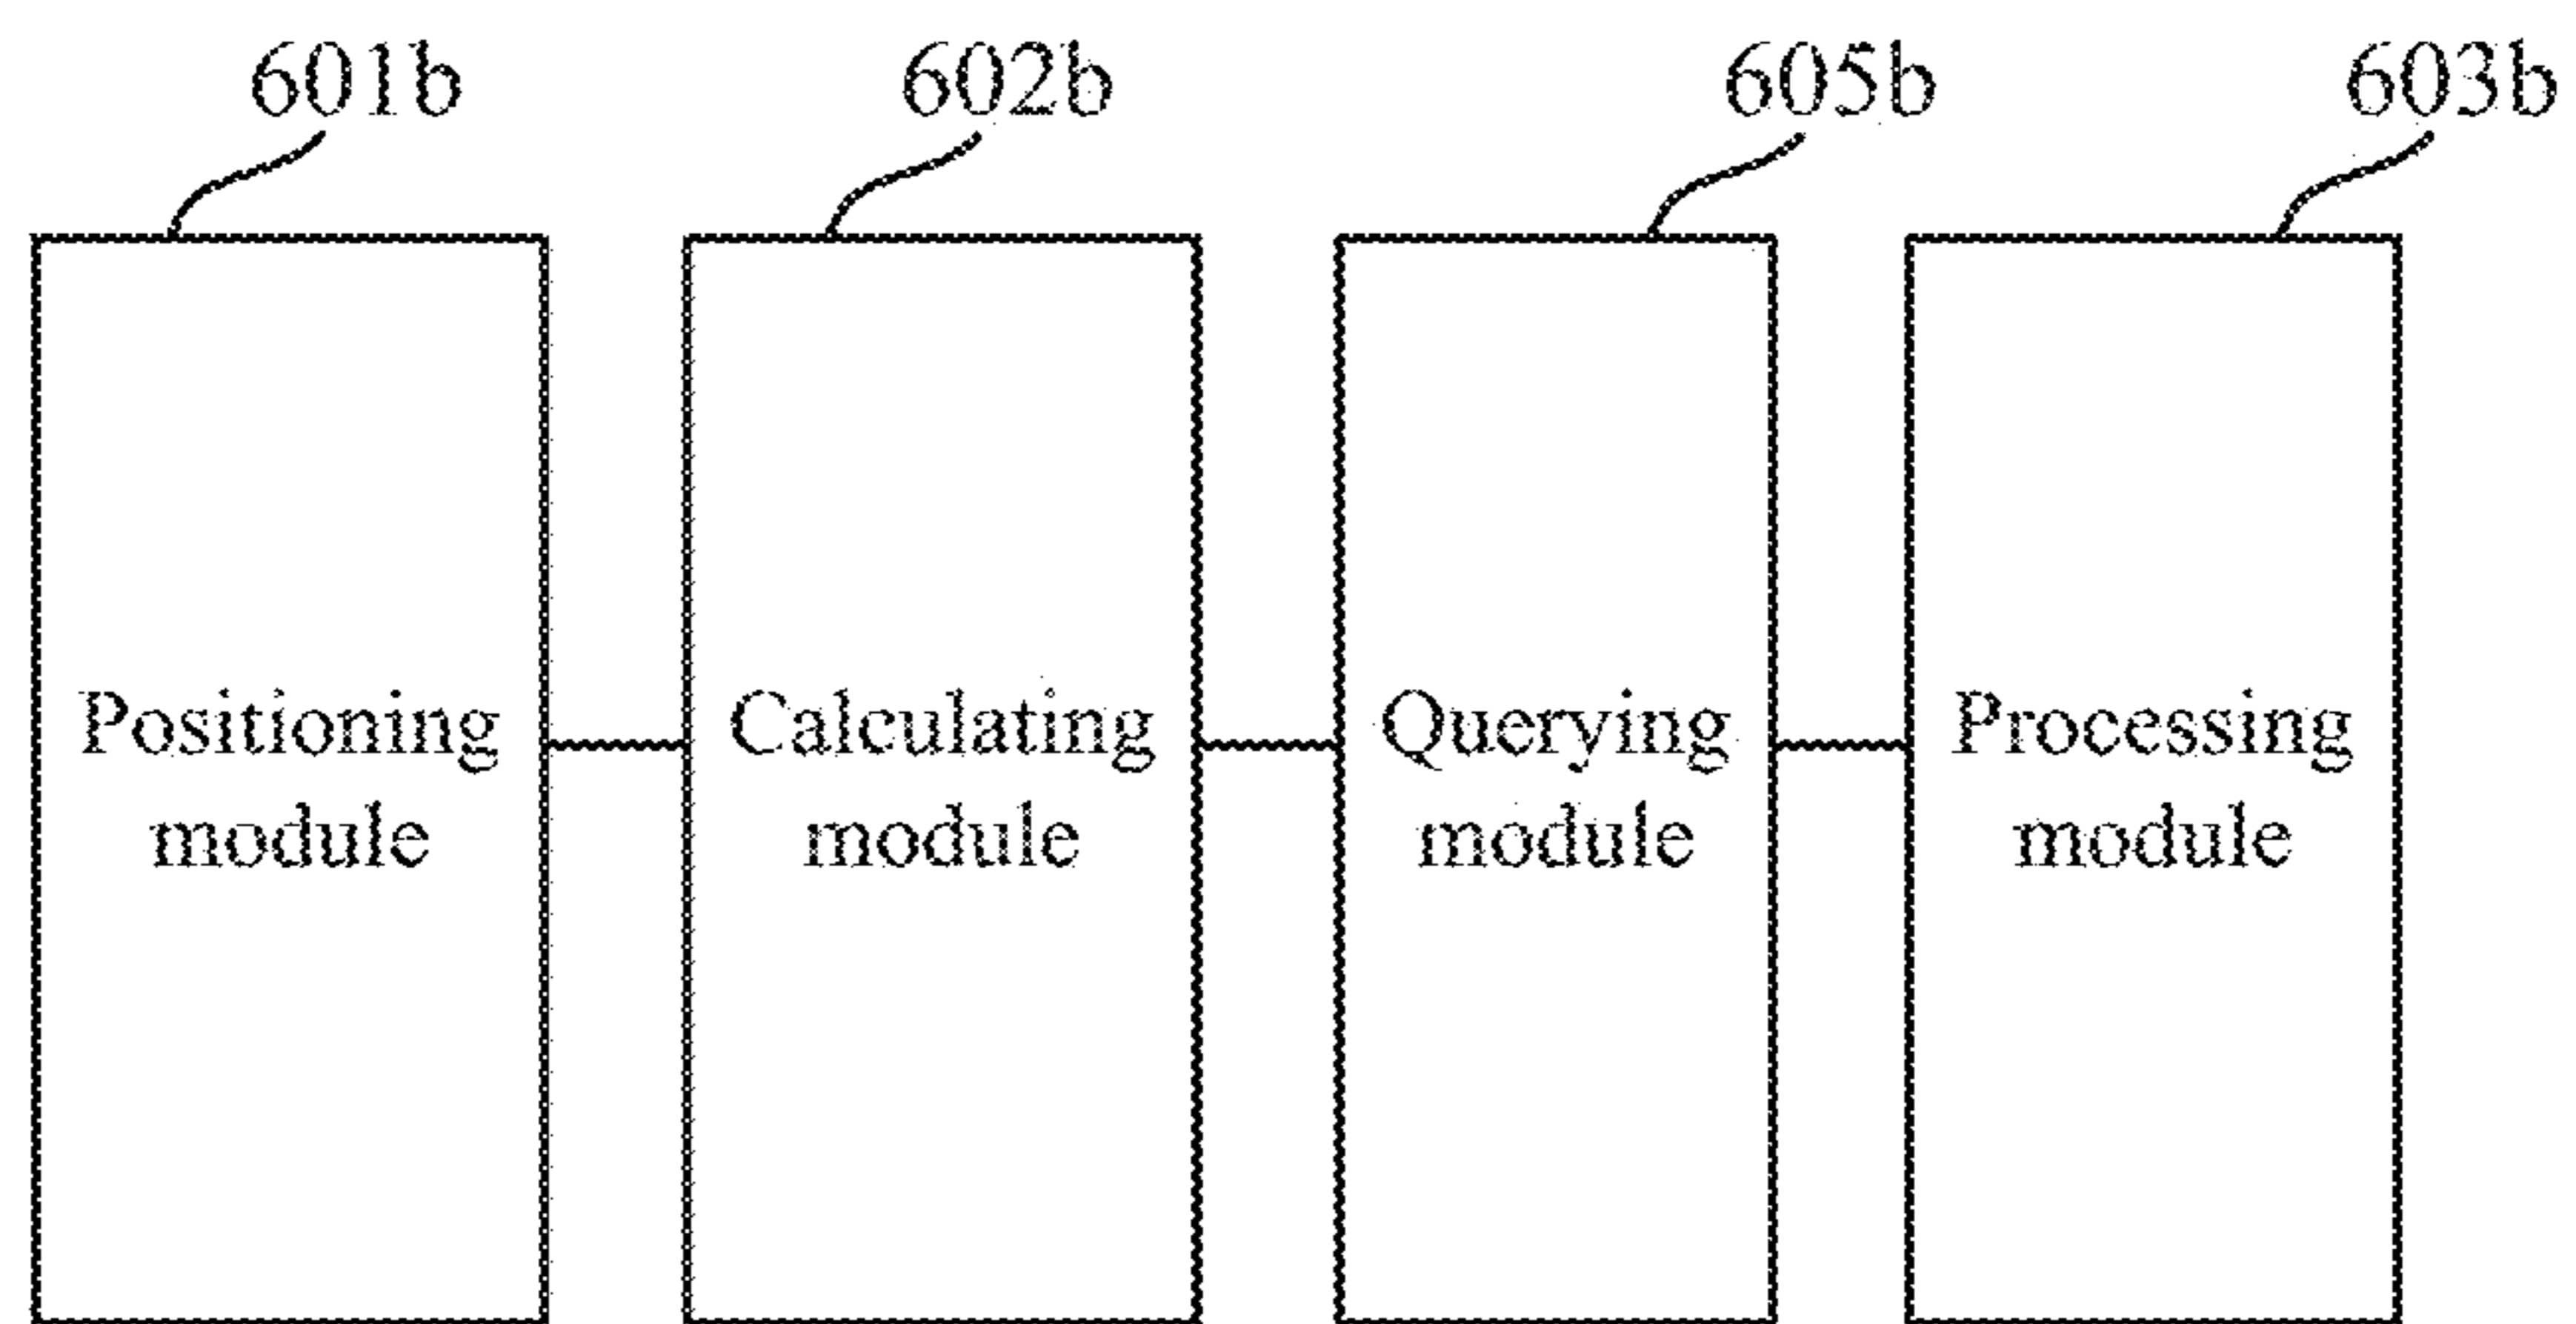 601b
602b
605b
603b
Positioning
module
Calculating
module
Querying
module
Processing
module